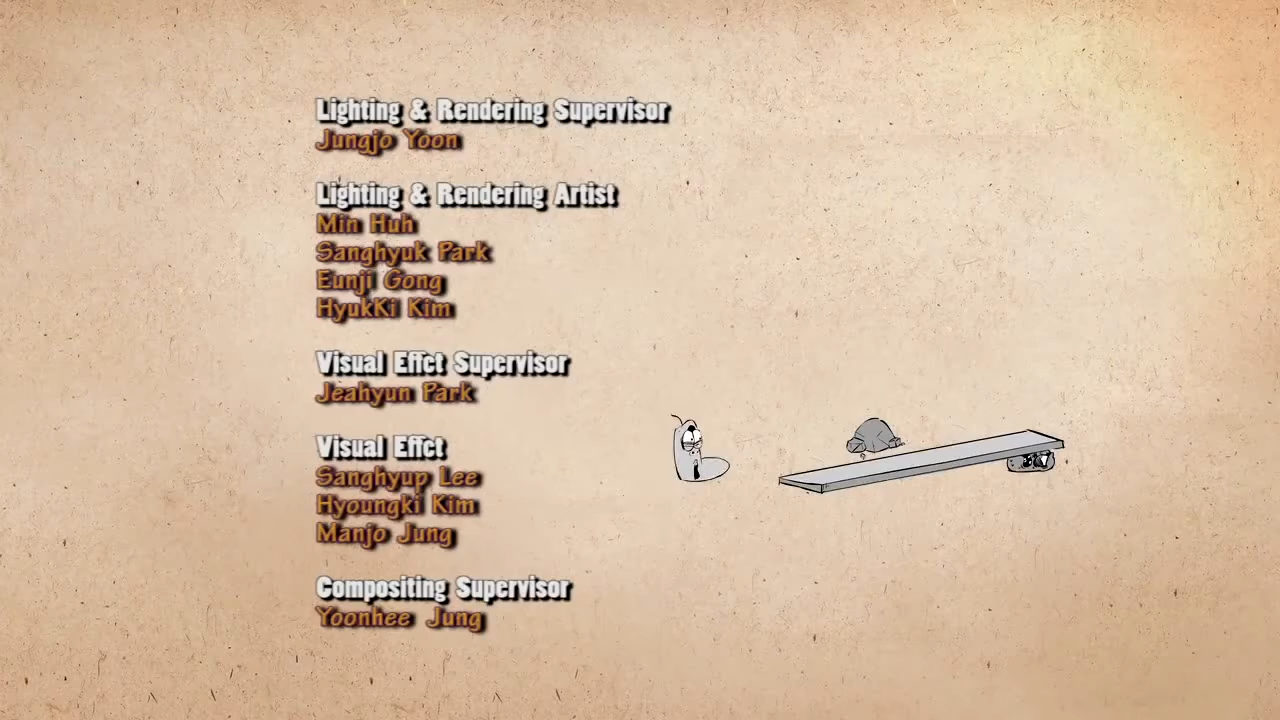 Lighting & Rendering Supervisor
Jungjo Yoon
Lighting & Rendering Artist
Min Huh
Sanghyuk Park
Eunji Gong
HyukKi Kim
Visual Effct Supervisor
Jeahyun Park
Visual Effct
Sanghyup Lee
Hyoungki Kim
Manjo Jung
Compositing Supervisor
Yoonhee Jung